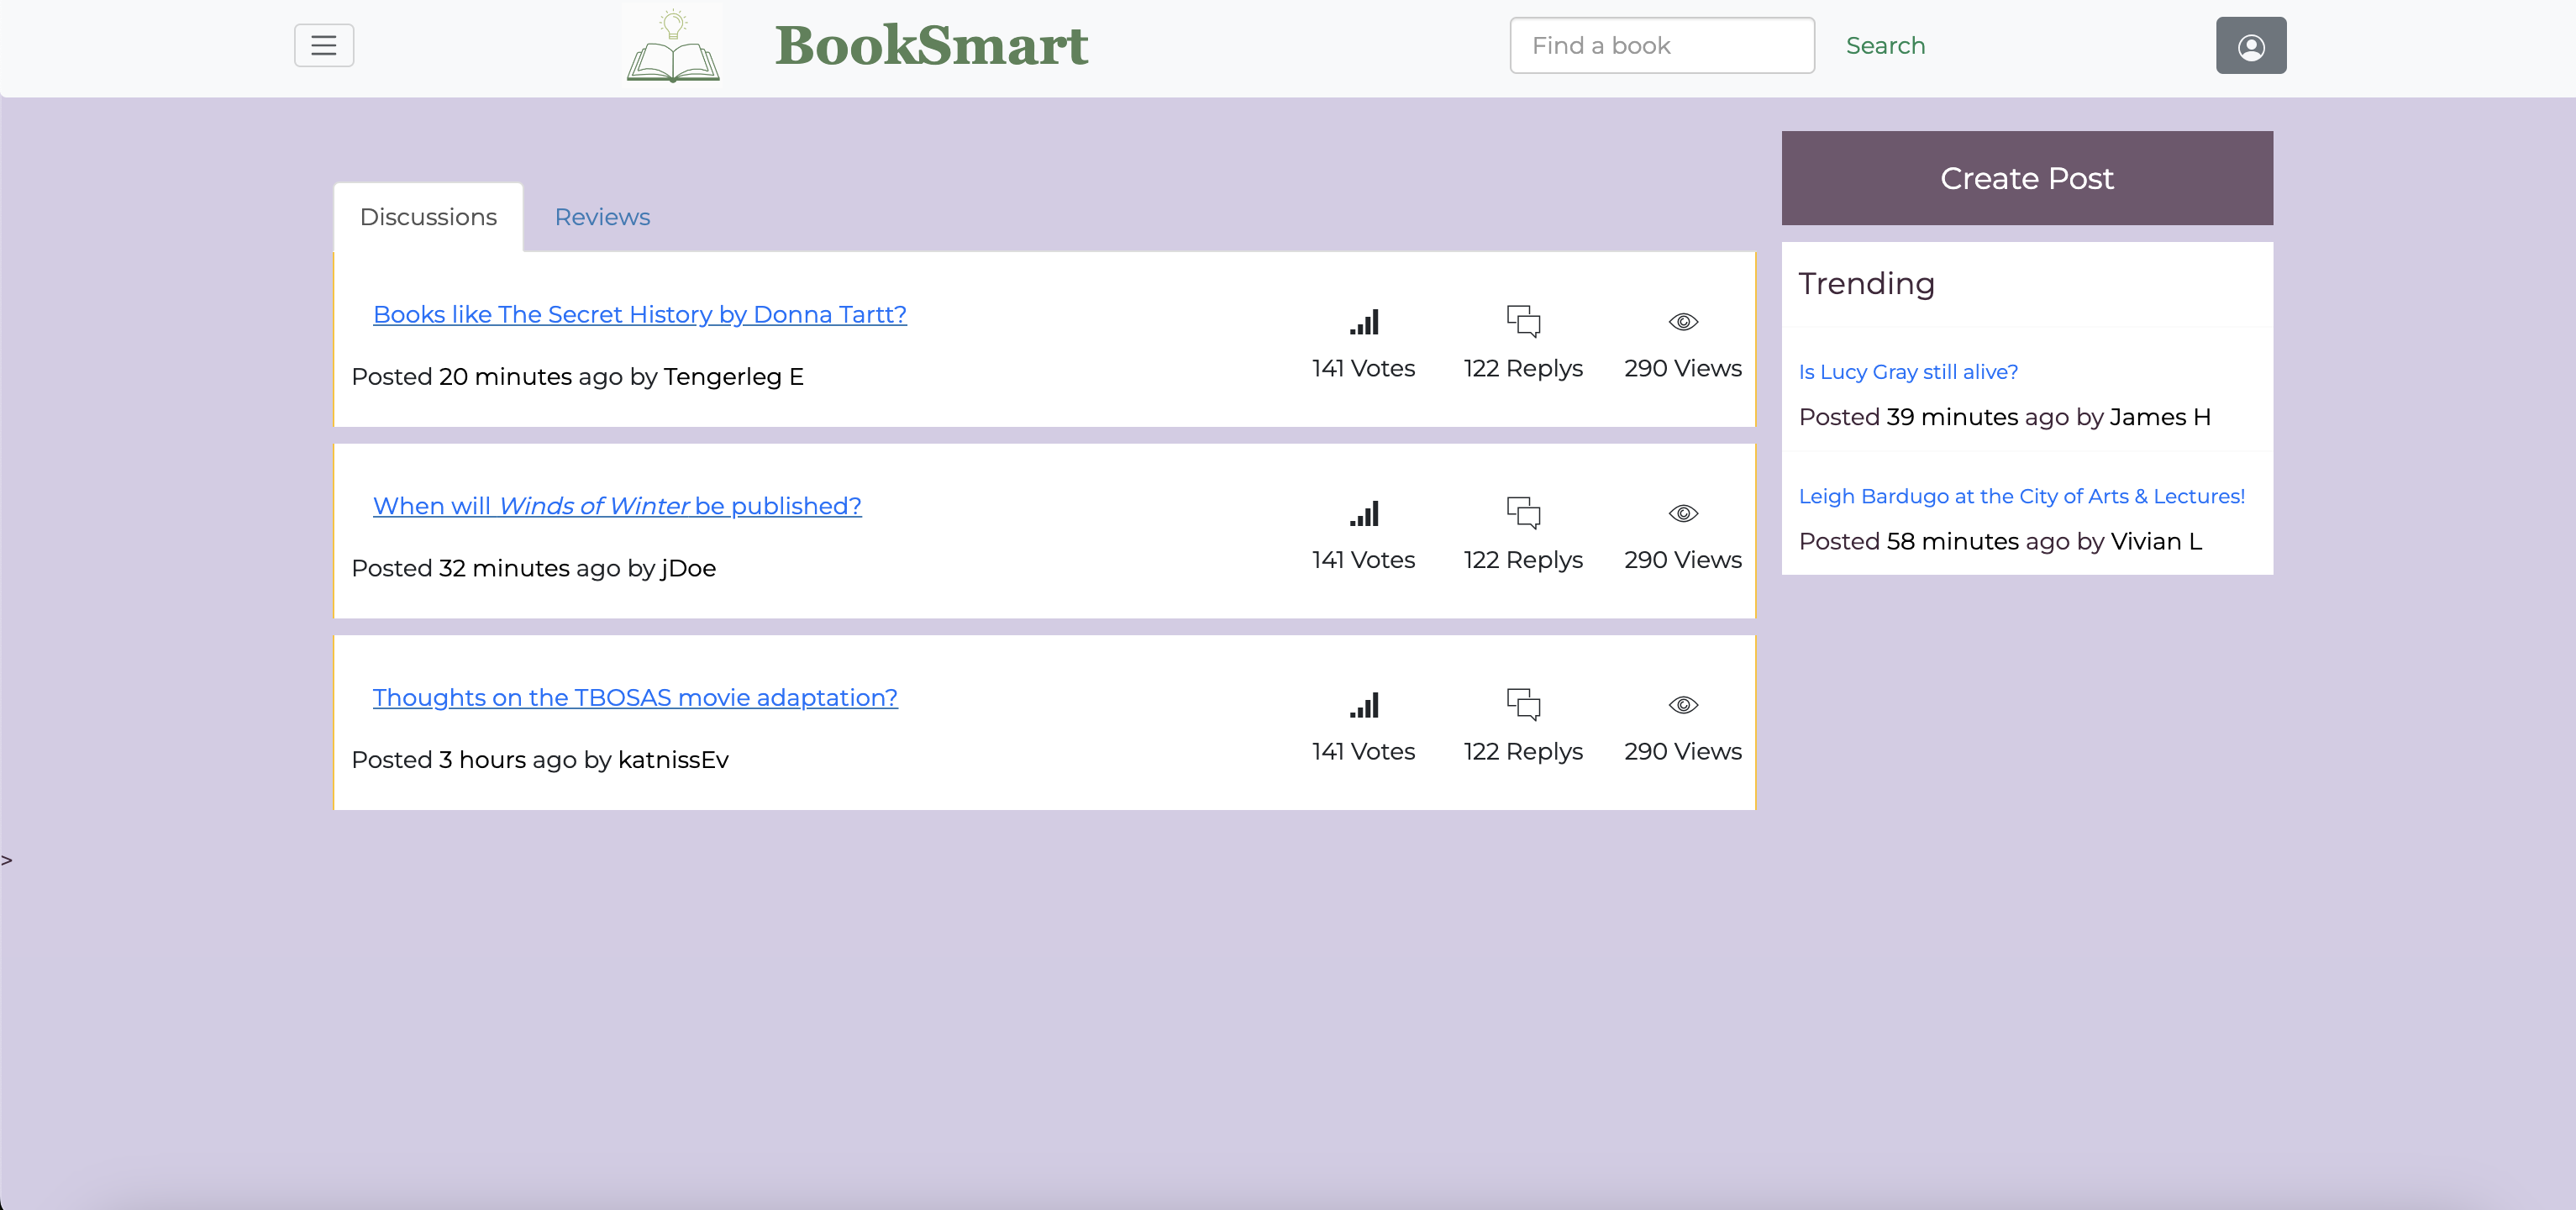 BookSmart
Find a book
Search
Create Post
Discussions
Reviews
Books like The Secret History by Donna Tartt?
Posted 20 minutes ago by Tengerleg E
141 Votes
122 Replys
290 Views
When will Winds of Winter be published?
Posted 32 minutes ago by jDoe
141 Votes
122 Replys
290 Views
Thoughts on the TBOSAS movie adaptation?
Posted 3 hours ago by katnissEv
141 Votes
122 Replys
290 Views
Trending
Is Lucy Gray still alive?
Posted 39 minutes ago by James H
Leigh Bardugo at the City of Arts & Lectures!
Posted 58 minutes ago by Vivian L
>